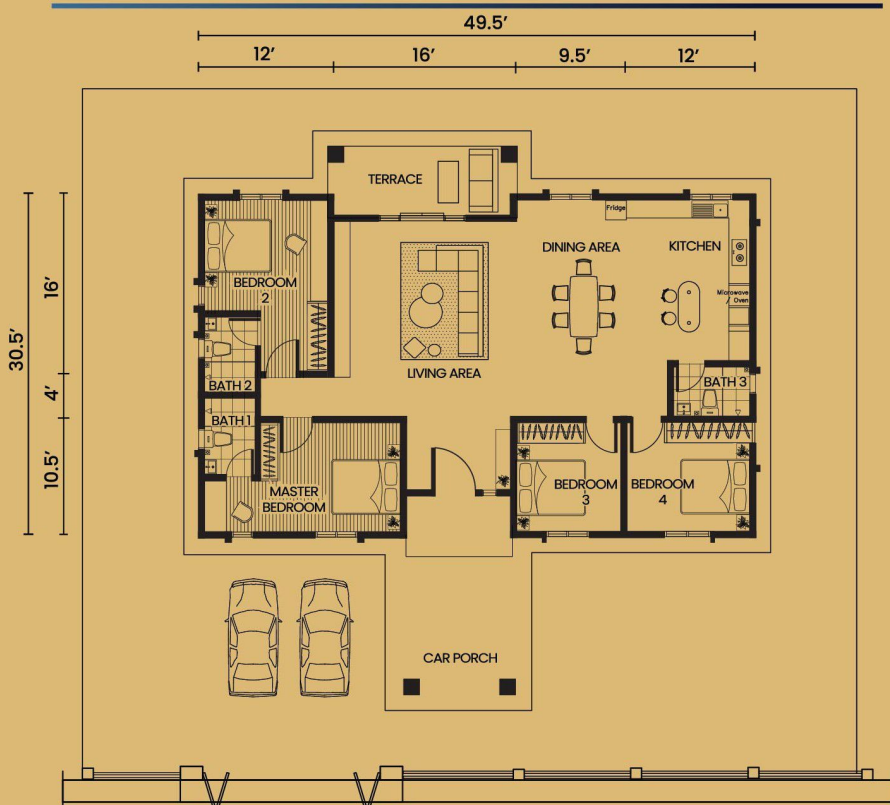 49.5’
12’ 16’ 9.5’ 12’
TERRACE
Fridge
DINING AREA KITCHEN
BEDROOM
2
16’
Microwave
/ Oven
30.5’
LIVING AREA
4’
BATH 2
BATH 3
BATH 1
10.5’
MASTER
BEDROOM
BEDROOM
3
BEDROOM
4
CAR PORCH